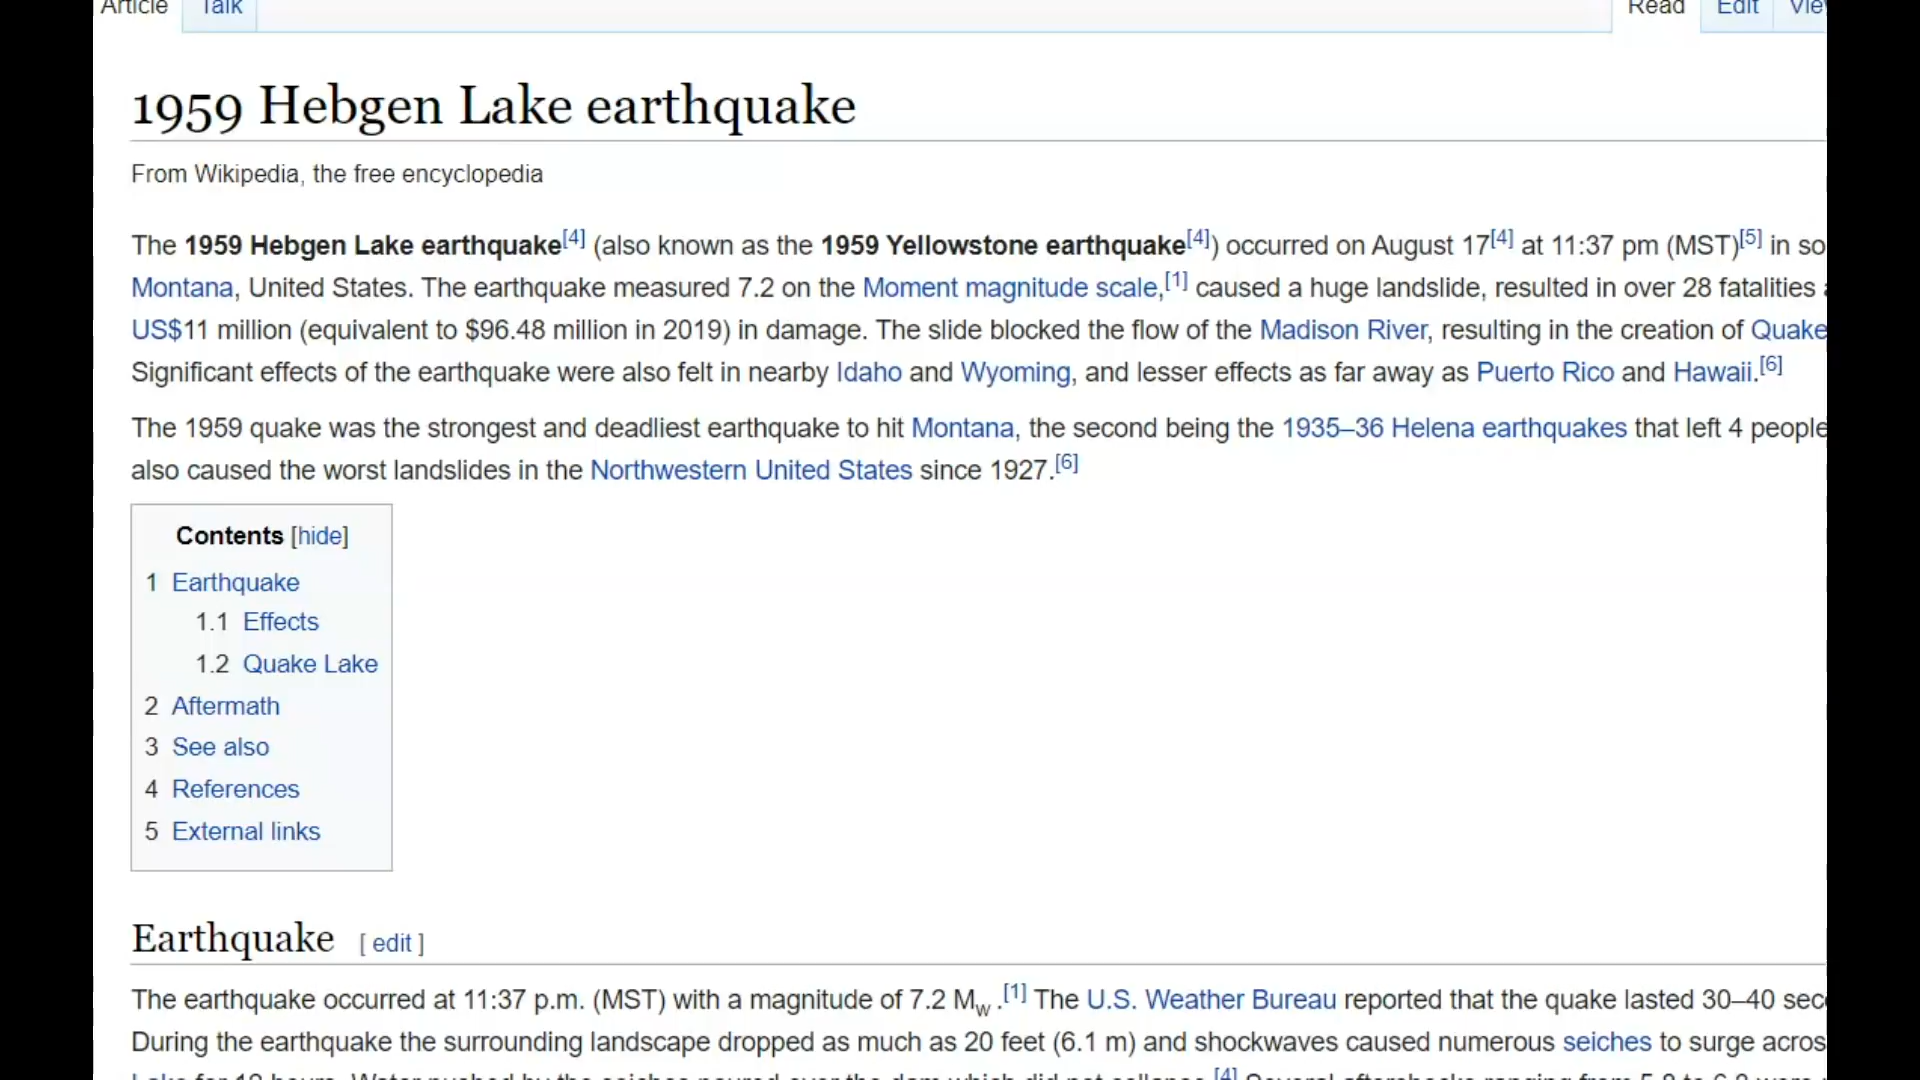 Article Talk Read Edit
1959 Hebgen Lake earthquake
From Wikipedia, the free encyclopedia
The 1959 Hebgen Lake earthquake[4] (also known as the 1959 Yellowstone earthquake[4]) occurred on August 17[4] at 11:37 pm (MST)[5] in so
Montana, United States. The earthquake measured 7.2 on the Moment magnitude scale,[1] caused a huge landslide, resulted in over 28 fatalities
US$11 million (equivalent to $96.48 million in 2019) in damage. The slide blocked the flow of the Madison River, resulting in the creation of Quake
Significant effects of the earthquake were also felt in nearby Idaho and Wyoming, and lesser effects as far away as Puerto Rico and Hawaii.[6]
The 1959 quake was the strongest and deadliest earthquake to hit Montana, the second being the 1935–36 Helena earthquakes that left 4 people
also caused the worst landslides in the Northwestern United States since 1927.[6]
Contents [hide]
1 Earthquake
1.1 Effects
1.2 Quake Lake
2 Aftermath
3 See also
4 References
5 External links
Earthquake [ edit ]
The earthquake occurred at 11:37 p.m. (MST) with a magnitude of 7.2 Mw .[1] The U.S. Weather Bureau reported that the quake lasted 30–40 sec
During the earthquake the surrounding landscape dropped as much as 20 feet (6.1 m) and shockwaves caused numerous seiches to surge acros